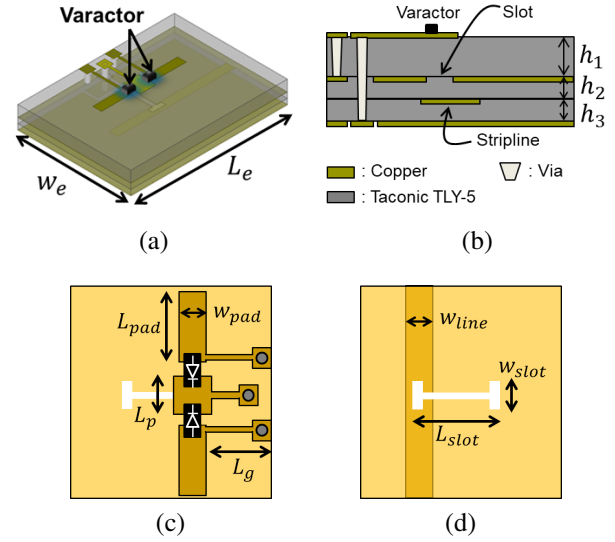 Varactor
w_e
L_e
(a)
Varactor
Slot
h_1
h_2
h_3
Stripline
: Copper
: Via
: Taconic TLY-5
(b)
L_pad
w_pad
L_p
L_g
(c)
w_line
w_slot
L_slot
(d)